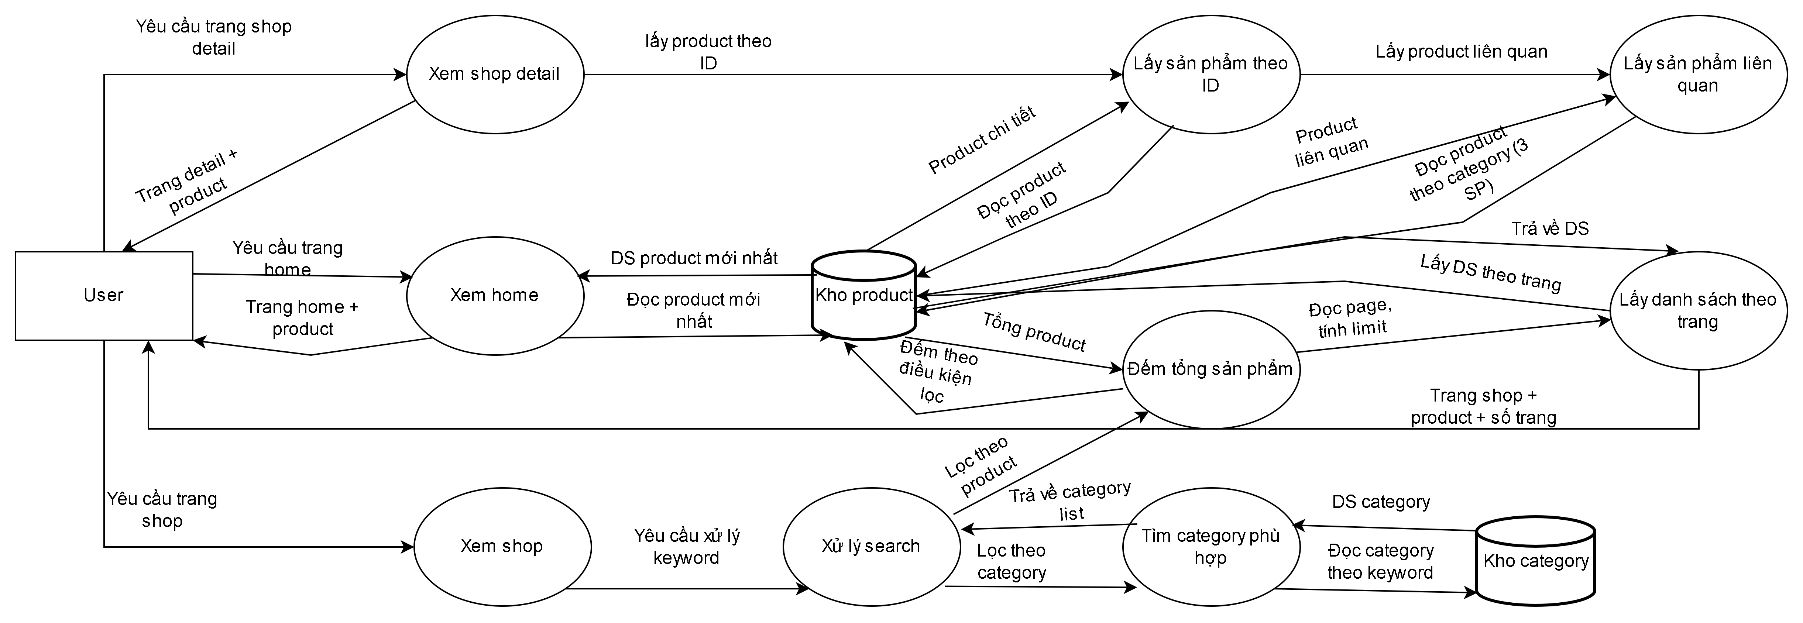 Yêu cầu trang shop
detail
lấy product theo
ID
Lấy product liên quan
Xem shop detail
Lấy sản phẩm theo
ID
Lấy sản phẩm liên
quan
Trang detail +
product
Product chi tiết
Đọc product
theo ID
Product
liên quan
Đọc product
theo category (3
SP)
Yêu cầu trang
home
DS product mới nhất
Trả về DS
Lấy DS theo trang
User
Xem home
Kho product
Lấy danh sách theo
trang
Trang home +
product
Đọc product mới
nhất
Tổng product
Đọc page,
tính limit
Đếm theo
điều kiện
lọc
Đếm tổng sản phẩm
Trang shop +
product + số trang
Lọc theo
product
Yêu cầu trang
shop
Trả về category
list
DS category
Xem shop
Yêu cầu xử lý
keyword
Xử lý search
Lọc theo
category
Tìm category phù
hợp
Đọc category
theo keyword
Kho category